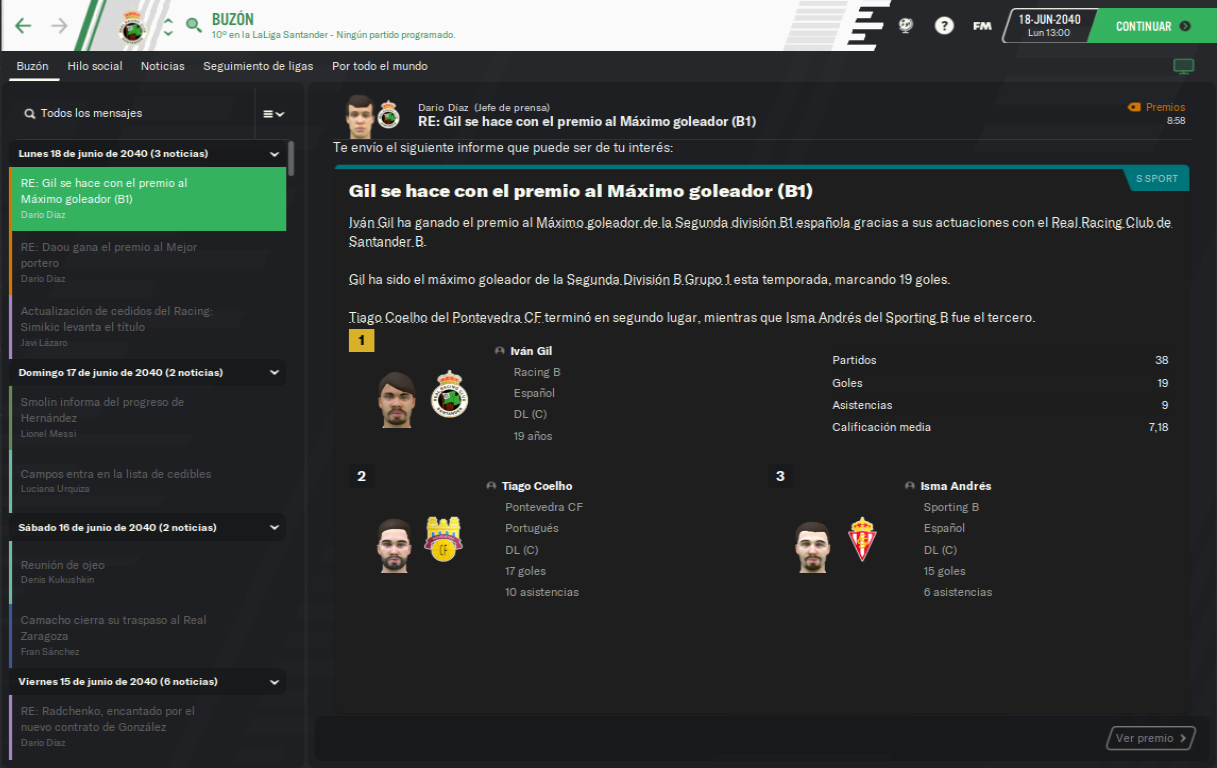 BUZÓN
10º en la LaLiga Santander - Ningún partido programado.
?
FM
18-JUN-2040
Lun 13:00
CONTINUAR
Buzón
Hilo social
Noticias
Seguimiento de ligas
Por todo el mundo
Todos los mensajes
Lunes 18 de junio de 2040 (3 noticias)
RE: Gil se hace con el premio al
Máximo goleador (B1)
Darío Díaz
RE: Daou gana el premio al Mejor
portero
Darío Díaz
Actualización de cedidos del Racing:
Simikic levanta el título
Javi Lázaro
Domingo 17 de junio de 2040 (2 noticias)
Smolin informa del progreso de
Hernández
Lionel Messi
Campos entra en la lista de cedibles
Luciana Urquiza
Sábado 16 de junio de 2040 (2 noticias)
Reunión de ojeo
Denis Kukushkin
Camacho cierra su traspaso al Real
Zaragoza
Fran Sánchez
Viernes 15 de junio de 2040 (6 noticias)
RE: Radchenko, encantado por el
nuevo contrato de González
Darío Díaz
Darío Díaz (Jefe de prensa)
RE: Gil se hace con el premio al Máximo goleador (B1)
Premios
8:58
Te envío el siguiente informe que puede ser de tu interés:
S SPORT
Gil se hace con el premio al Máximo goleador (B1)
Iván Gil ha ganado el premio al Máximo goleador de la Segunda división B1 española gracias a sus actuaciones con el Real Racing Club de
Santander B.
Gil ha sido el máximo goleador de la Segunda División B Grupo 1 esta temporada, marcando 19 goles.
Tiago Coelho del Pontevedra CF terminó en segundo lugar, mientras que Isma Andrés del Sporting B fue el tercero.
1
Iván Gil
Racing B
Español
DL (C)
19 años
Partidos 38
Goles 19
Asistencias 9
Calificación media 7,18
2
Tiago Coelho
Pontevedra CF
Portugués
DL (C)
17 goles
10 asistencias
3
Isma Andrés
Sporting B
Español
DL (C)
15 goles
6 asistencias
Ver premio